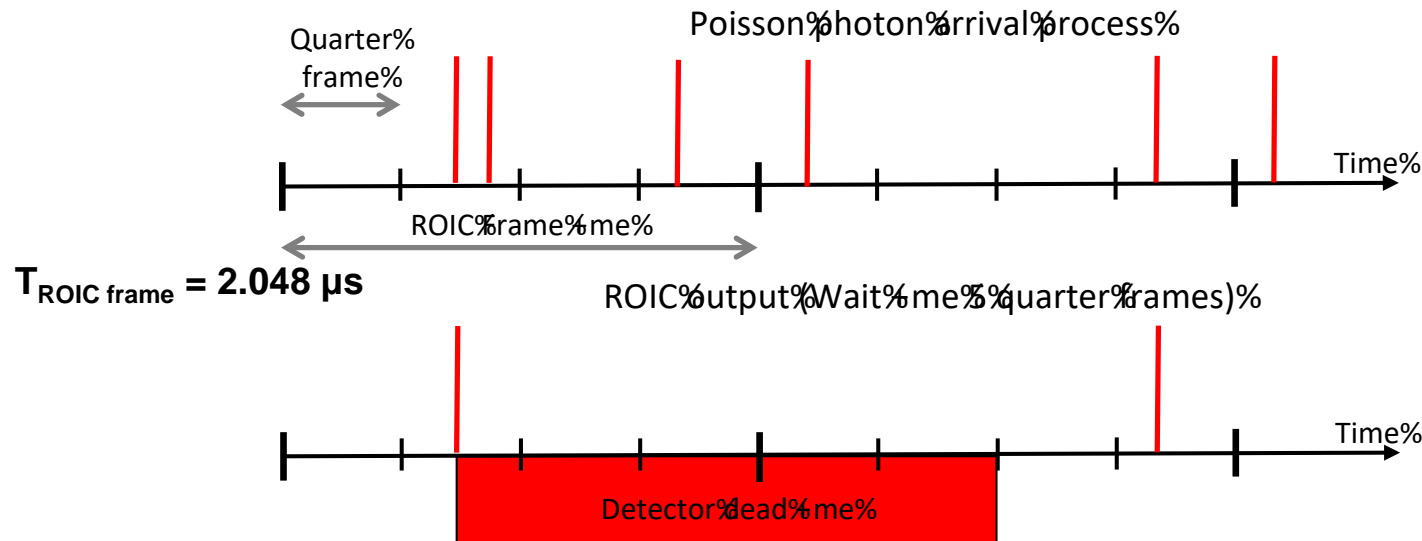 Quarter%
frame%
Poisson%photon%arrival%process%
Time%
ROIC%Frame%+me%
T_ROIC frame = 2.048 µs
ROIC%output%(Wait%+me%5%quarter%frames)%
Time%
Detector%dead%+me%